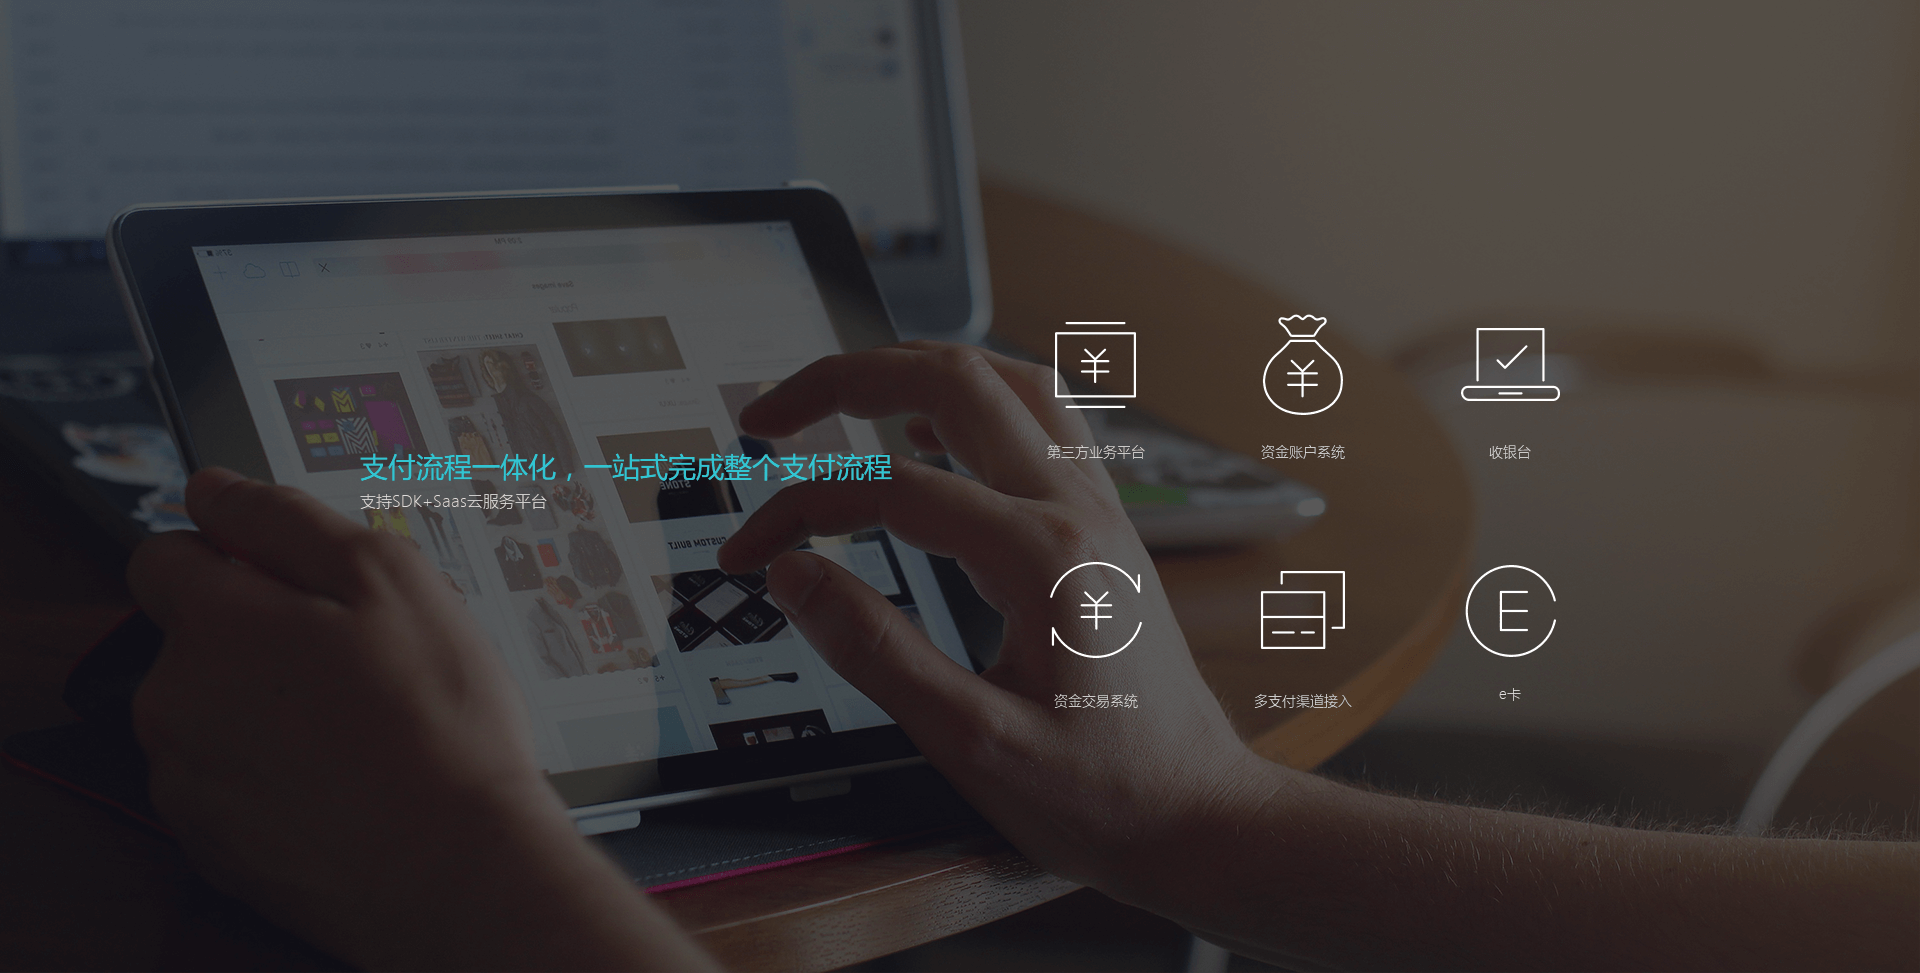 支付流程一体化，一站式完成整个支付流程
支持SDK+Saas云服务平台
第三方业务平台
资金账户系统
收银台
资金交易系统
多支付渠道接入
e卡
STONE
CUSTOM BUILT